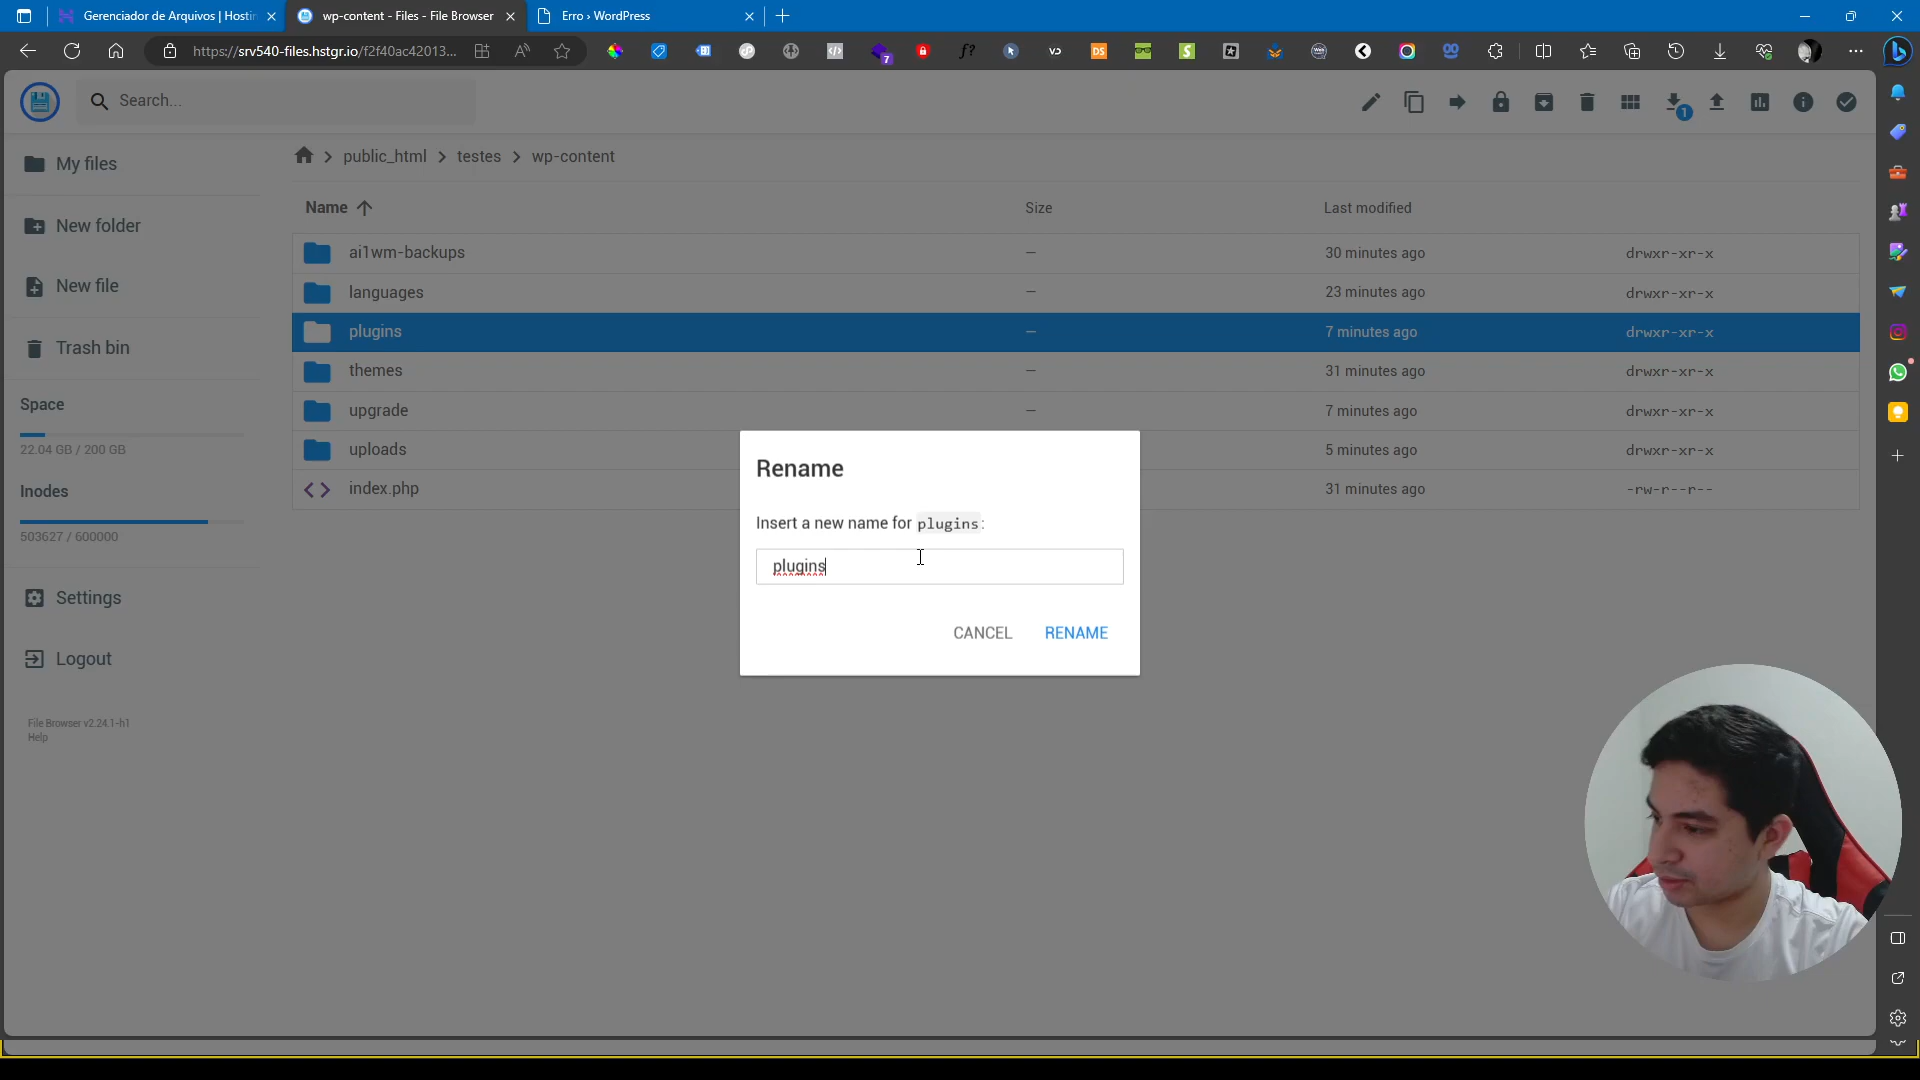 Gerenciador de Arquivos | Hostin
wp-content - Files - File Browser
Erro › WordPress
https://srv540-files.hstgr.io/f2f40ac42013...
7
DS
f?
Search...
1
My files
New folder
New file
Trash bin
Space
22.04 GB / 200 GB
Inodes
503627 / 600000
Settings
Logout
File Browser v2.24.1-h1
Help
public_html
testes
wp-content
Name
Size
Last modified
ai1wm-backups — 30 minutes ago drwxr-xr-x
languages — 23 minutes ago drwxr-xr-x
plugins — 7 minutes ago drwxr-xr-x
themes — 31 minutes ago drwxr-xr-x
upgrade — 7 minutes ago drwxr-xr-x
uploads 5 minutes ago drwxr-xr-x
index.php 31 minutes ago -rw-r--r--
Rename
Insert a new name for plugins:
plugins
CANCEL
RENAME